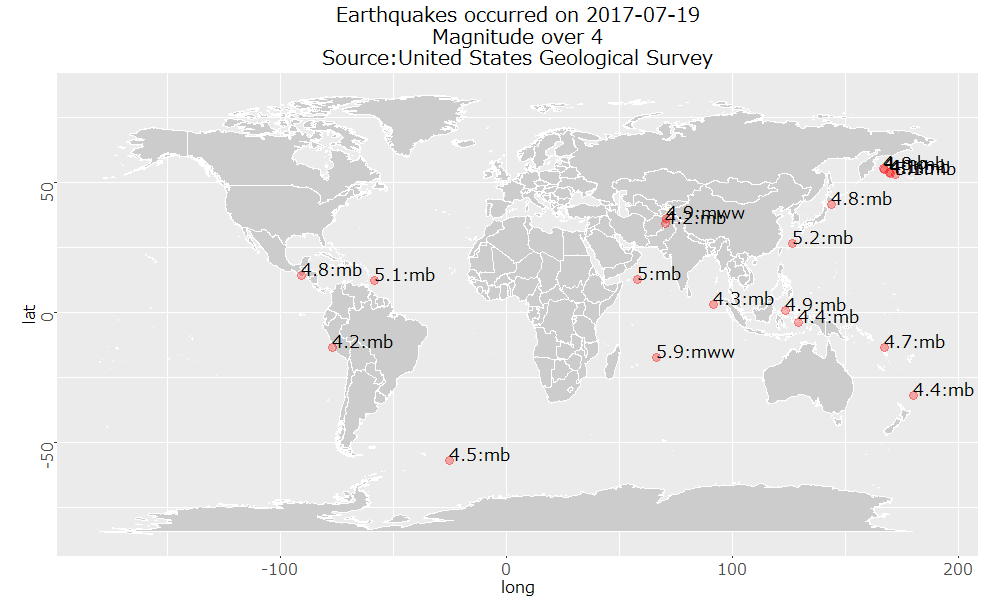 Earthquakes occurred on 2017-07-19
Magnitude over 4
Source:United States Geological Survey
50
0
-50
lat
4.8:mb
4.9:mww
4.2:mb
5.2:mb
4.8:mb
5.1:mb
5:mb
4.3:mb
4.9:mb
4.4:mb
4.2:mb
4.7:mb
5.9:mww
4.4:mb
4.5:mb
-100
0
100
200
long